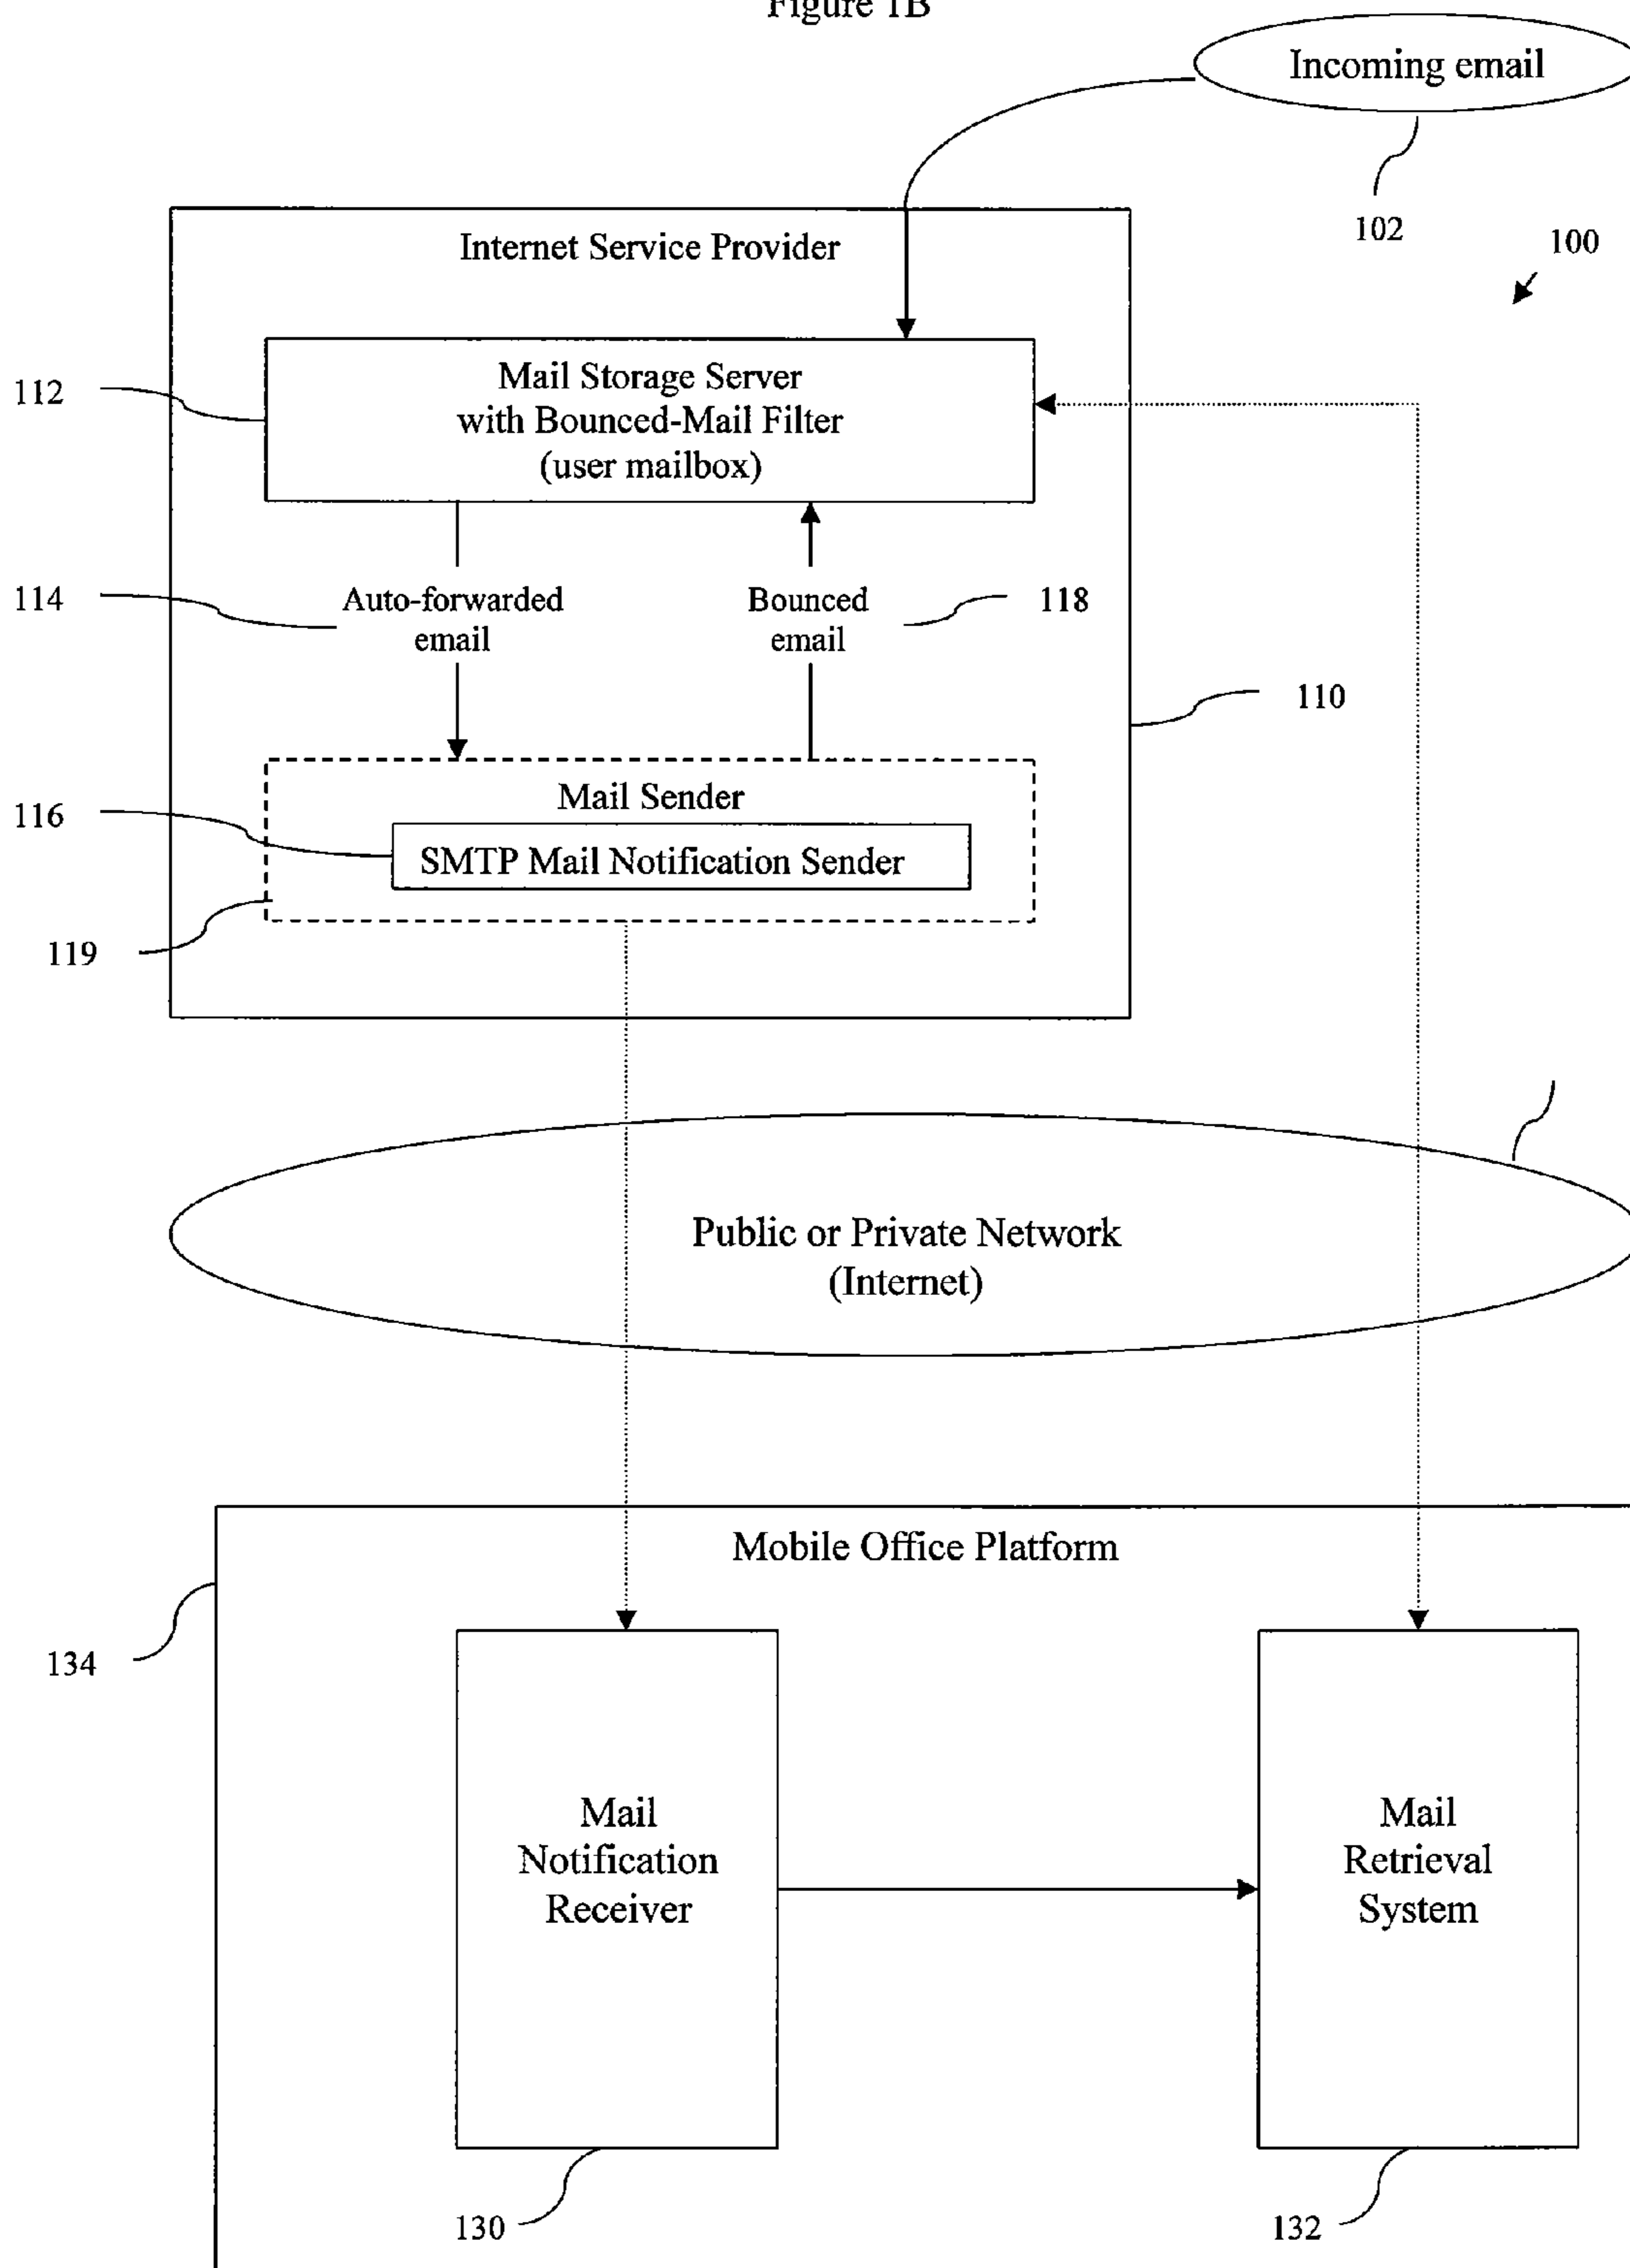 Figure 1B
Incoming email
102
100
Internet Service Provider
112
Mail Storage Server
with Bounced-Mail Filter
(user mailbox)
114
Auto-forwarded
email
Bounced
email
118
110
Mail Sender
116
SMTP Mail Notification Sender
119
Public or Private Network
(Internet)
Mobile Office Platform
134
Mail
Notification
Receiver
Mail
Retrieval
System
130
132